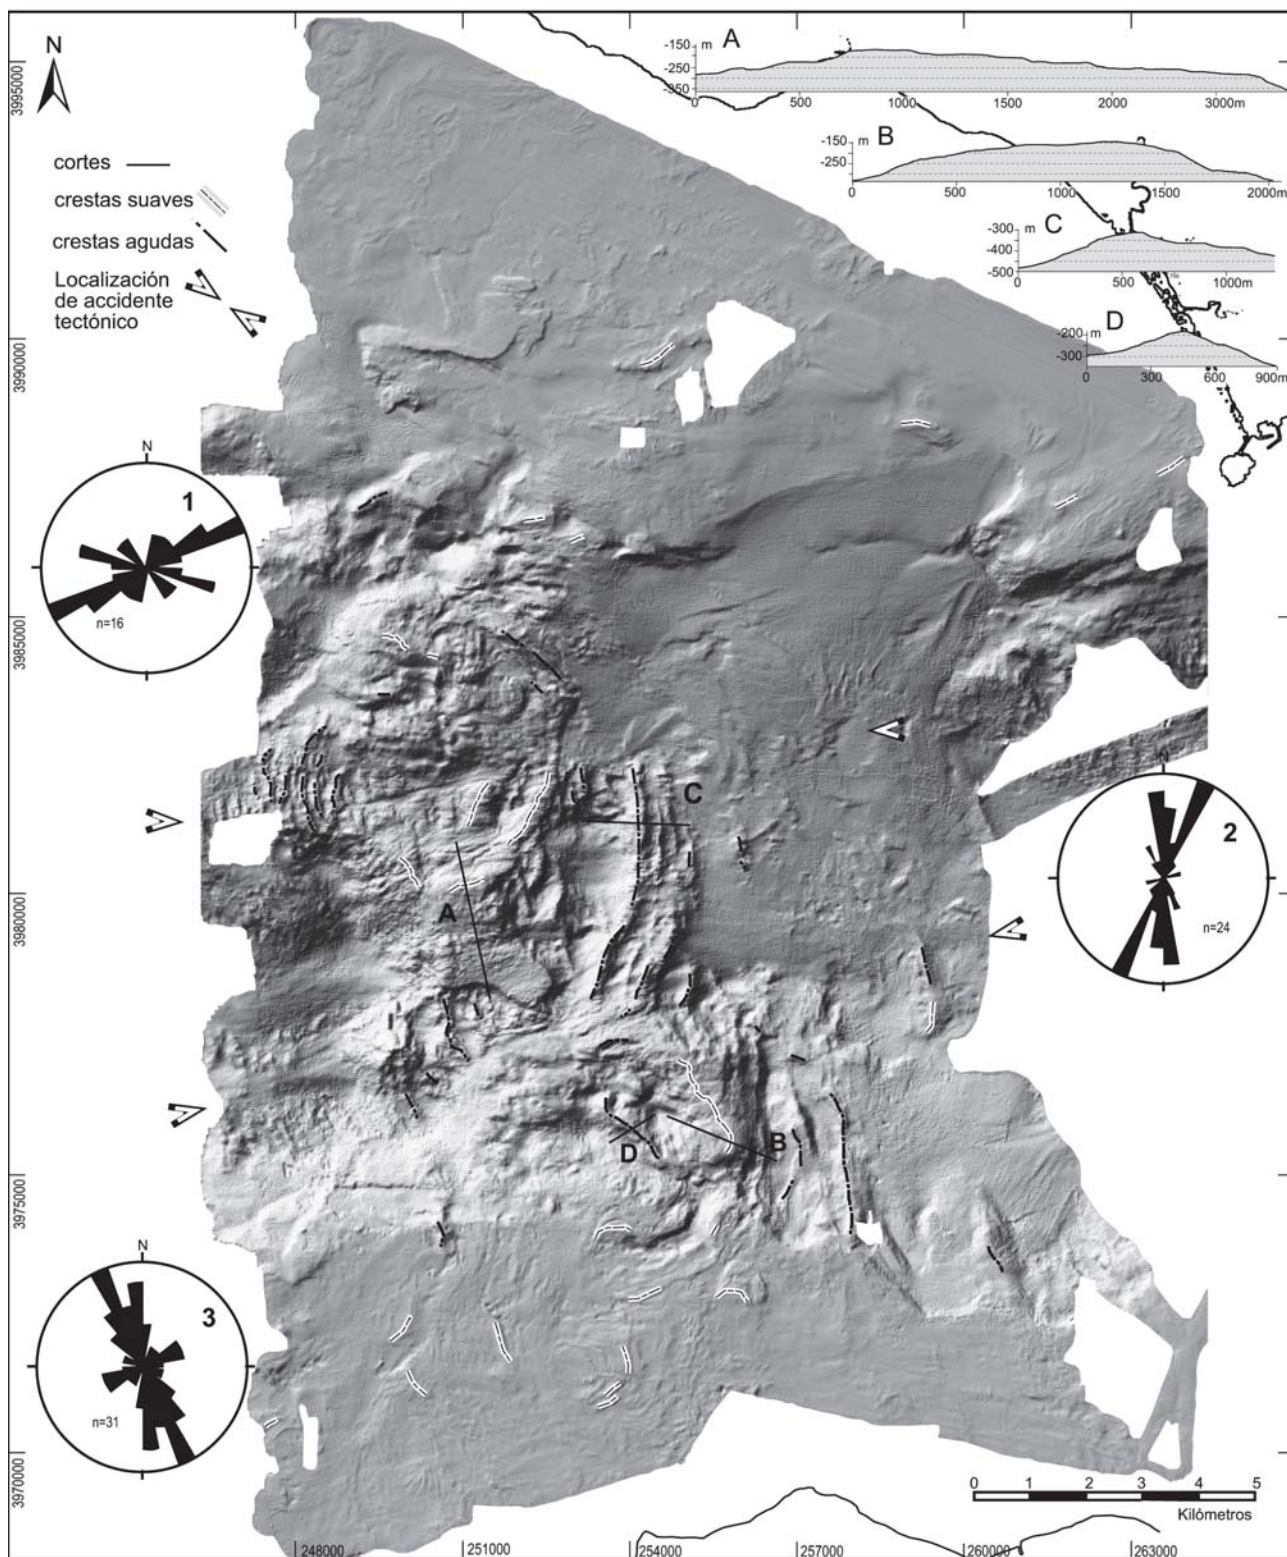 N
cortes
crestas suaves
crestas agudas
Localización
de accidente
tectónico
A
-150 m
-250
-350
0 500 1000 1500 2000 3000m
B
-150 m
-250
0 500 1000 1500 2000m
C
-300 m
-400
-500
0 500 1000m
D
-200 m
-300
0 300 600 900m
3995000
3990000
3985000
3980000
3975000
3970000
N
1
n=16
C
A
2
n=24
D
B
N
3
n=31
0 1 2 3 4 5
Kilómetros
248000 251000 254000 257000 260000 263000